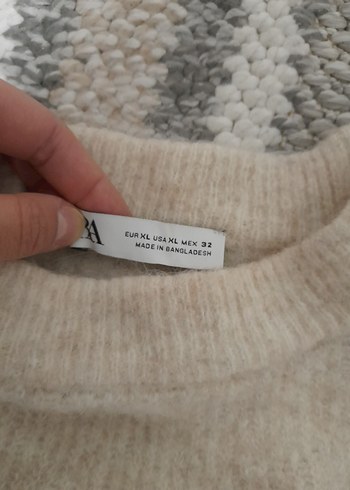 EUR XL USA XL MEX 32
MADE IN BANGLADESH